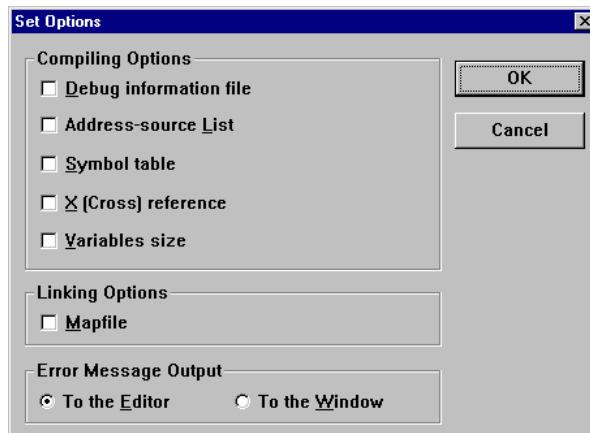 Set Options
Compiling Options
Debug information file
Address-source List
Symbol table
X (Cross) reference
Variables size
OK
Cancel
Linking Options
Mapfile
Error Message Output
To the Editor To the Window